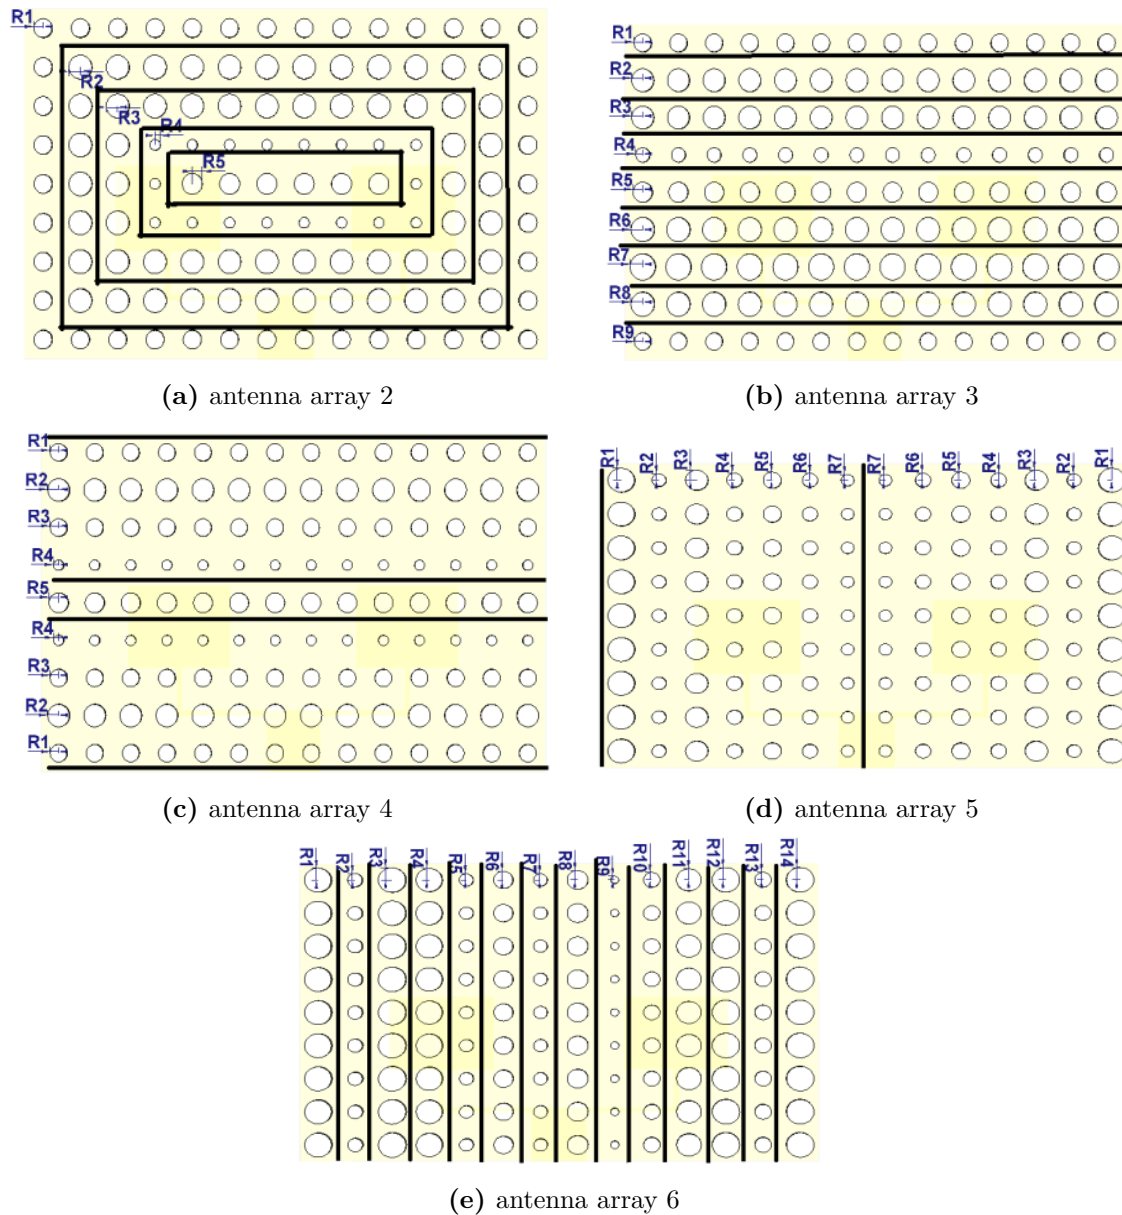 R1
R2
R3
R4
R5
(a) antenna array 2
R1
R2
R3
R4
R5
R6
R7
R8
R9
(b) antenna array 3
R1
R2
R3
R4
R5
R4
R3
R2
R1
(c) antenna array 4
R1 R2 R3 R4 R5 R6 R7 R7 R6 R5 R4 R3 R2 R1
(d) antenna array 5
R1 R2 R3 R4 R5 R6 R7 R8 R9 R10 R11 R12 R13 R14
(e) antenna array 6